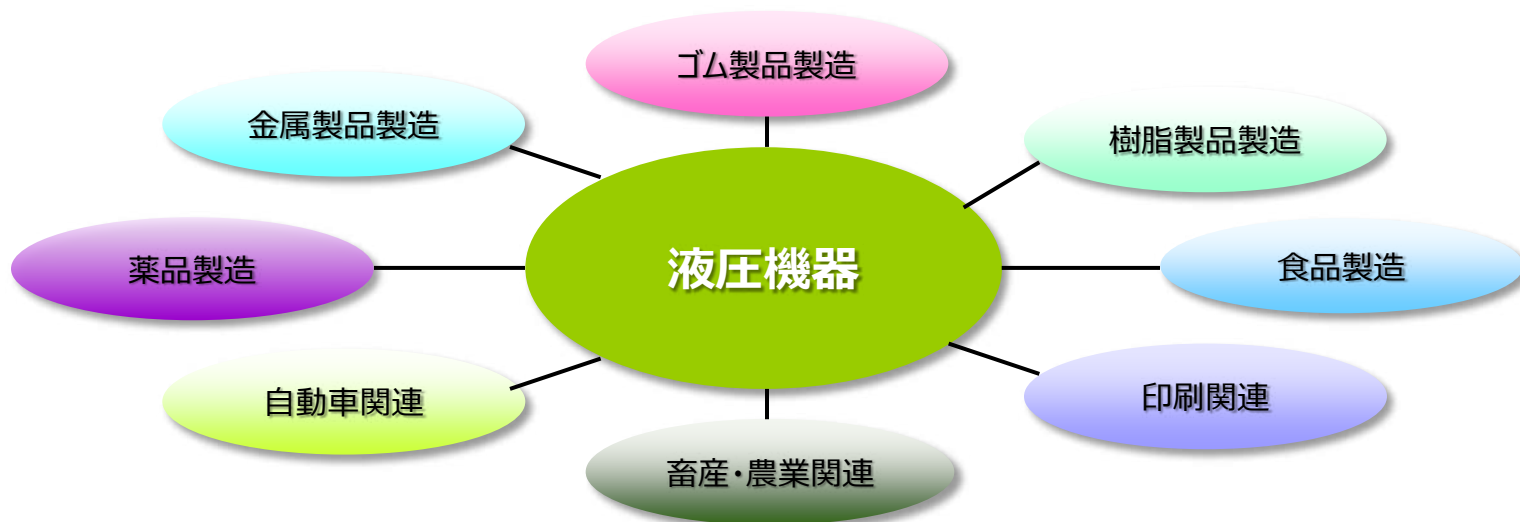 ゴム製品製造
金属製品製造
樹脂製品製造
液圧機器
薬品製造
食品製造
自動車関連
印刷関連
畜産・農業関連